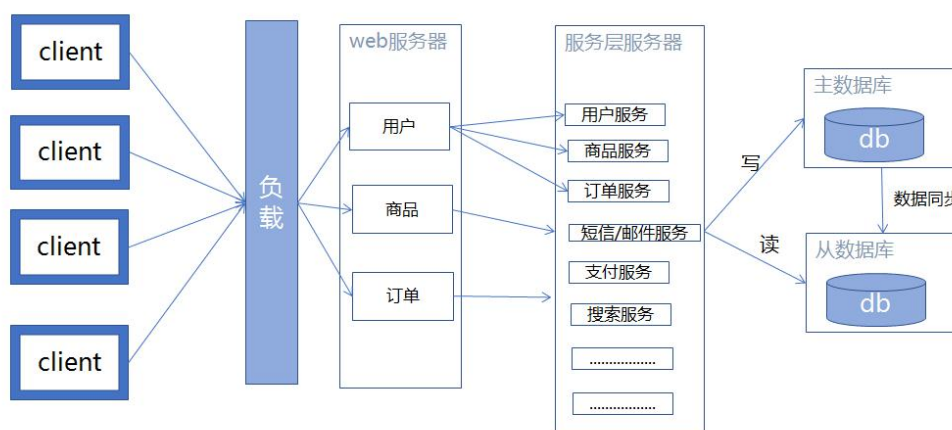 client
client
client
client
负载
web服务器
用户
商品
订单
服务层服务器
用户服务
商品服务
订单服务
短信/邮件服务
支付服务
搜索服务
.................
.................
写
读
主数据库
db
数据同步
从数据库
db